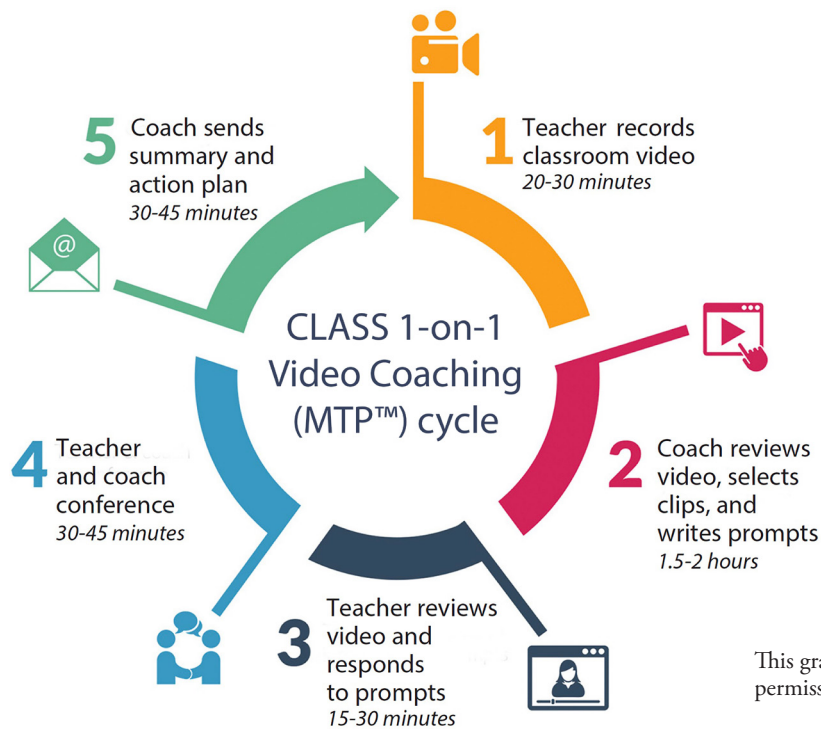 CLASS 1-on-1
Video Coaching
(MTP™) cycle
1
Teacher records
classroom video
20-30 minutes
2
Coach reviews
video, selects
clips, and
writes prompts
1.5-2 hours
3
Teacher reviews
video and
responds
to prompts
15-30 minutes
4
Teacher
and coach
conference
30-45 minutes
5
Coach sends
summary and
action plan
30-45 minutes
@
This